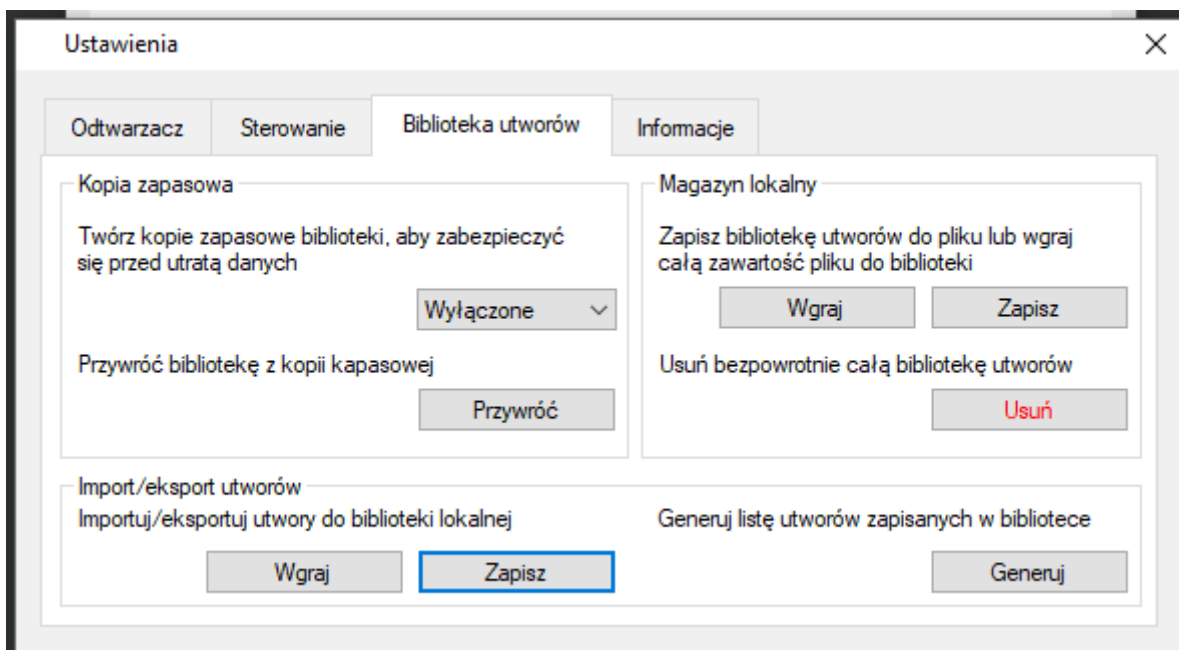 Ustawienia
Odtwarzacz
Sterowanie
Biblioteka utworów
Informacje
Kopia zapasowa
Twórz kopie zapasowe biblioteki, aby zabezpieczyć
się przed utratą danych
Wyłączone
Przywróć bibliotekę z kopii kapasowej
Przywróć
Magazyn lokalny
Zapisz bibliotekę utworów do pliku lub wgraj
całą zawartość pliku do biblioteki
Wgraj
Zapisz
Usuń bezpowrotnie całą bibliotekę utworów
Usuń
Import/eksport utworów
Importuj/eksportuj utwory do biblioteki lokalnej
Wgraj
Zapisz
Generuj listę utworów zapisanych w bibliotece
Generuj